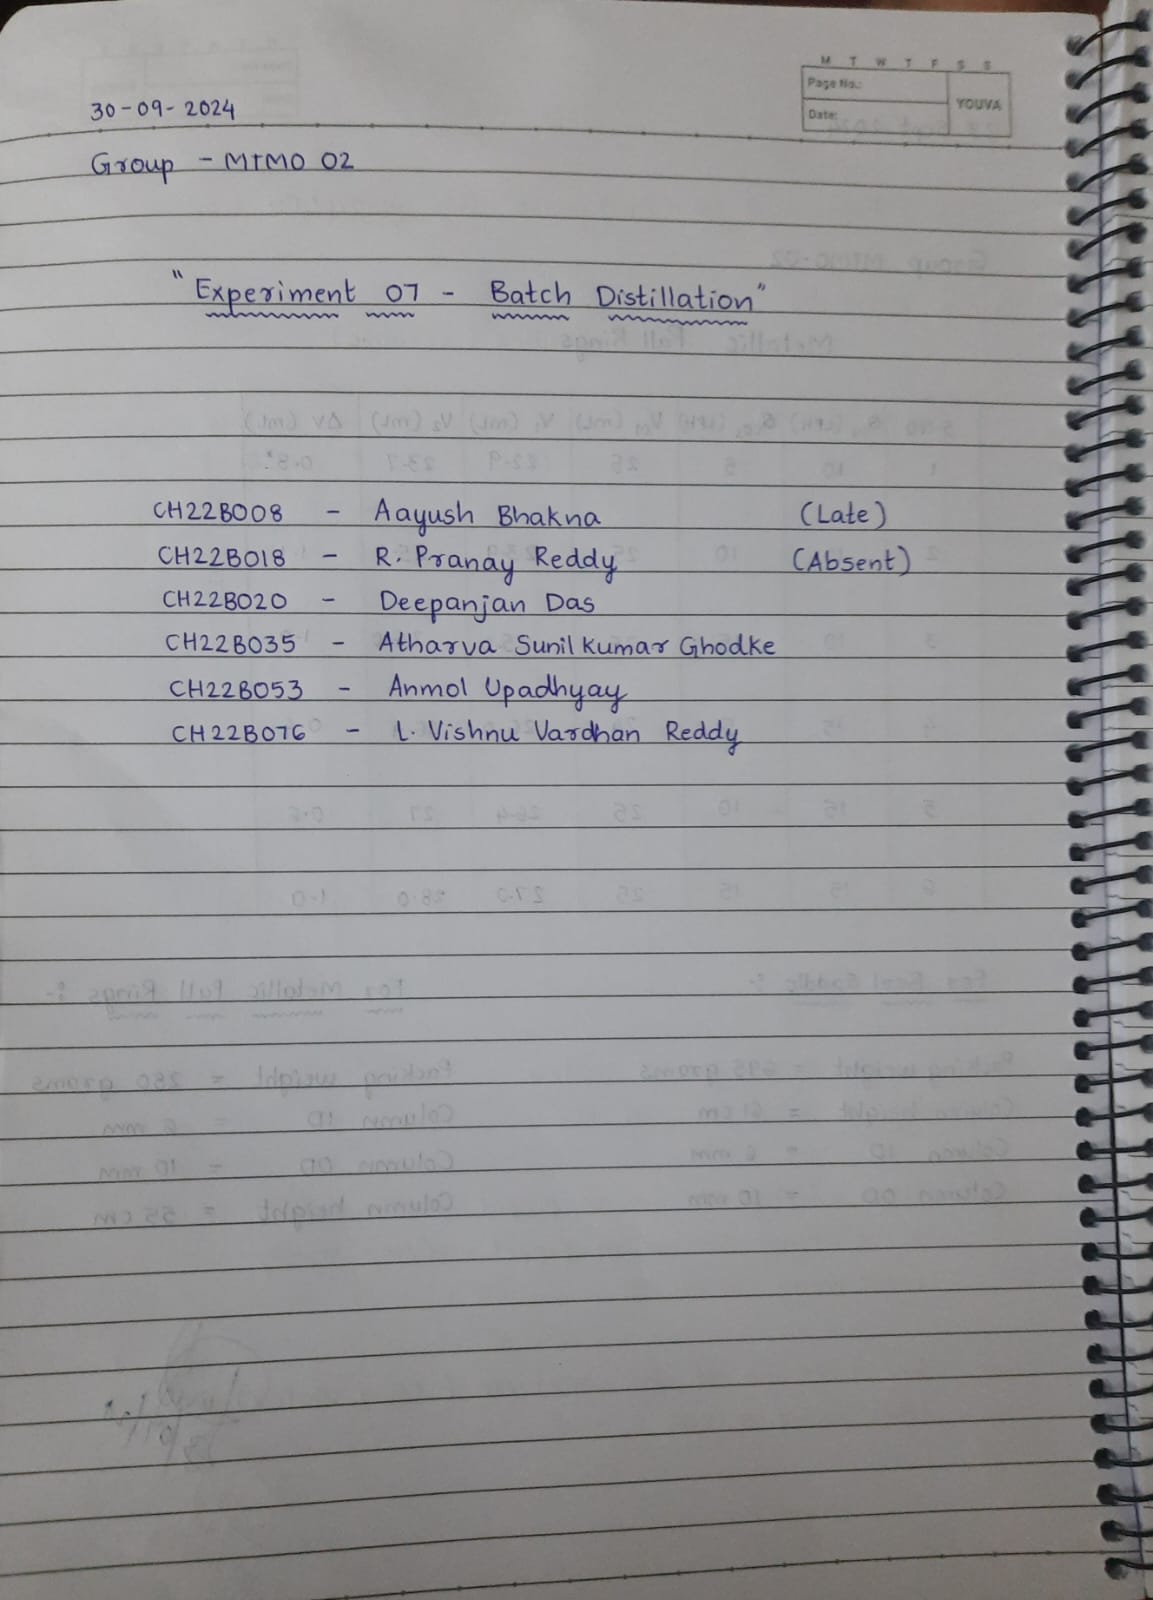 M T W T F S S
Page No.:
Date:
YOUVA
30-09-2024
Group - MTMO 02
"Experiment 07 - Batch Distillation"
CH22B008 - Aayush Bhakna (Late)
CH22B018 - R. Pranay Reddy (Absent)
CH22B020 - Deepanjan Das
CH22B035 - Atharva Sunil Kumar Ghodke
CH22B053 - Anmol Upadhyay
CH22B076 - L. Vishnu Vardhan Reddy